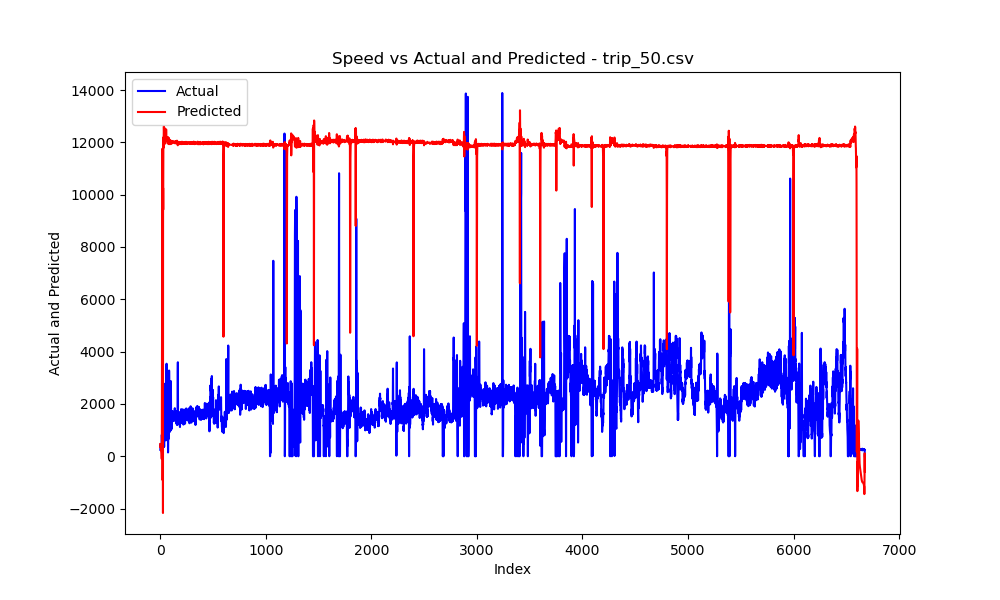 Speed vs Actual and Predicted - trip_50.csv
Actual
Predicted
14000
12000
10000
8000
6000
4000
2000
0
−2000
Actual and Predicted
0 1000 2000 3000 4000 5000 6000 7000
Index